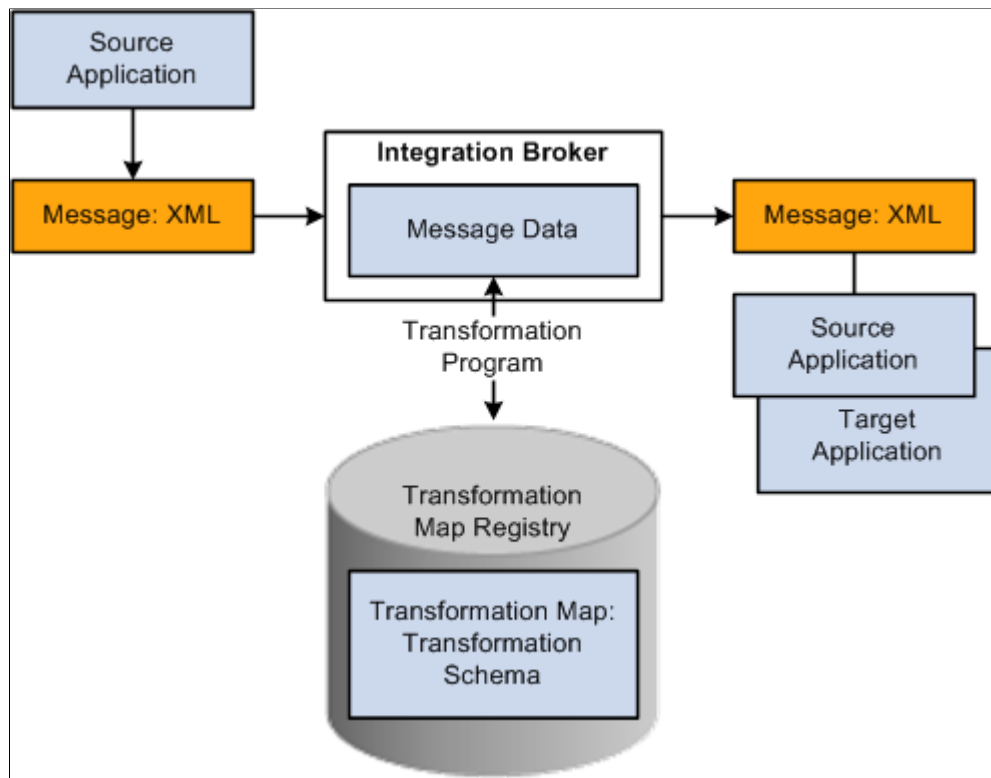 Source
Application
Message: XML
Integration Broker
Message Data
Message: XML
Source
Application
Target
Application
Transformation
Program
Transformation
Map Registry
Transformation Map:
Transformation
Schema